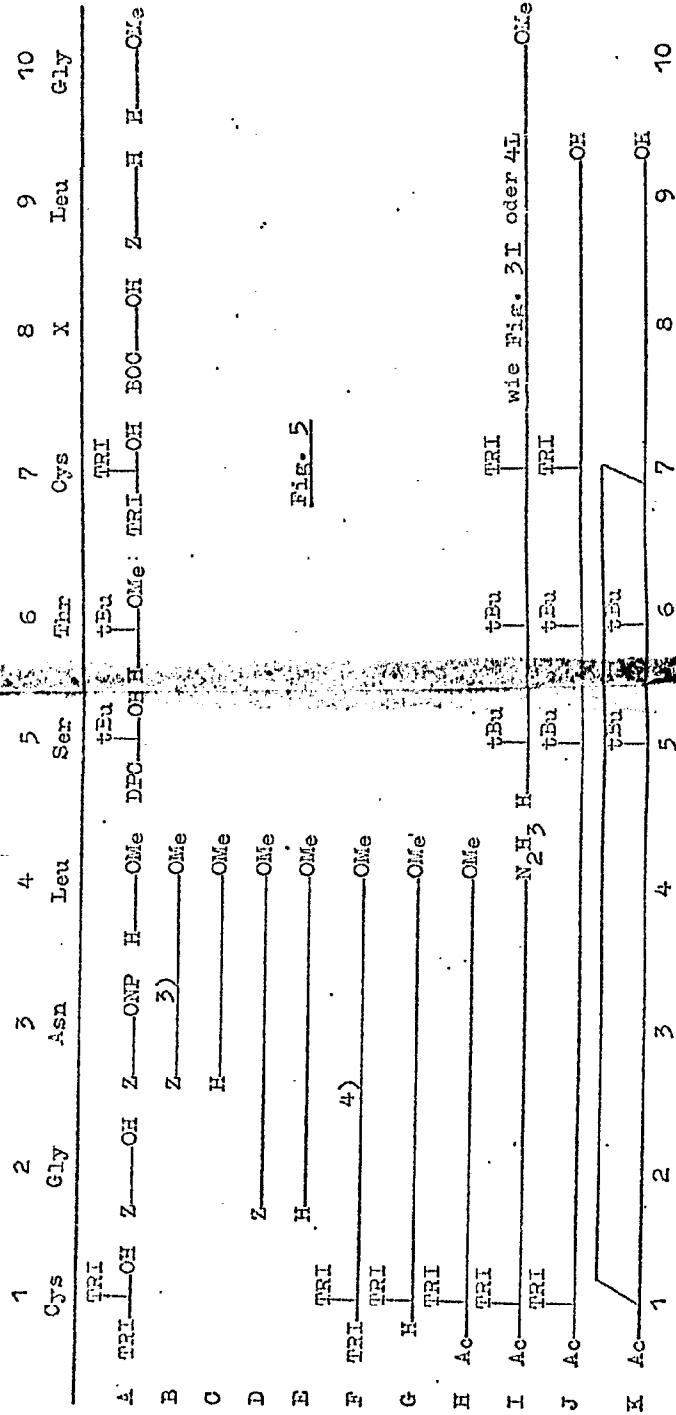 1 2 3 4 5 6 7 8 9 10
Cys Gly Asn Leu Ser Thr Cys X Leu Gly
TRI tBu tBu TRI
A TRI OH Z OH Z ONP H OMe DPC OH H OMe TRI OH BOC OH Z H H OMe
B Z 3) OMe
C H OMe
D Z OMe
E H OMe Fig. 5
TRI
F TRI 4) OMe
TRI
G H OMe
TRI
H Ac OMe
TRI tBu tBu TRI wie Fig. 3I oder 4L
I Ac N2H3 H OMe
TRI tBu tBu TRI
J Ac OH
tBu tBu
K Ac OH
1 2 3 4 5 6 7 8 9 10